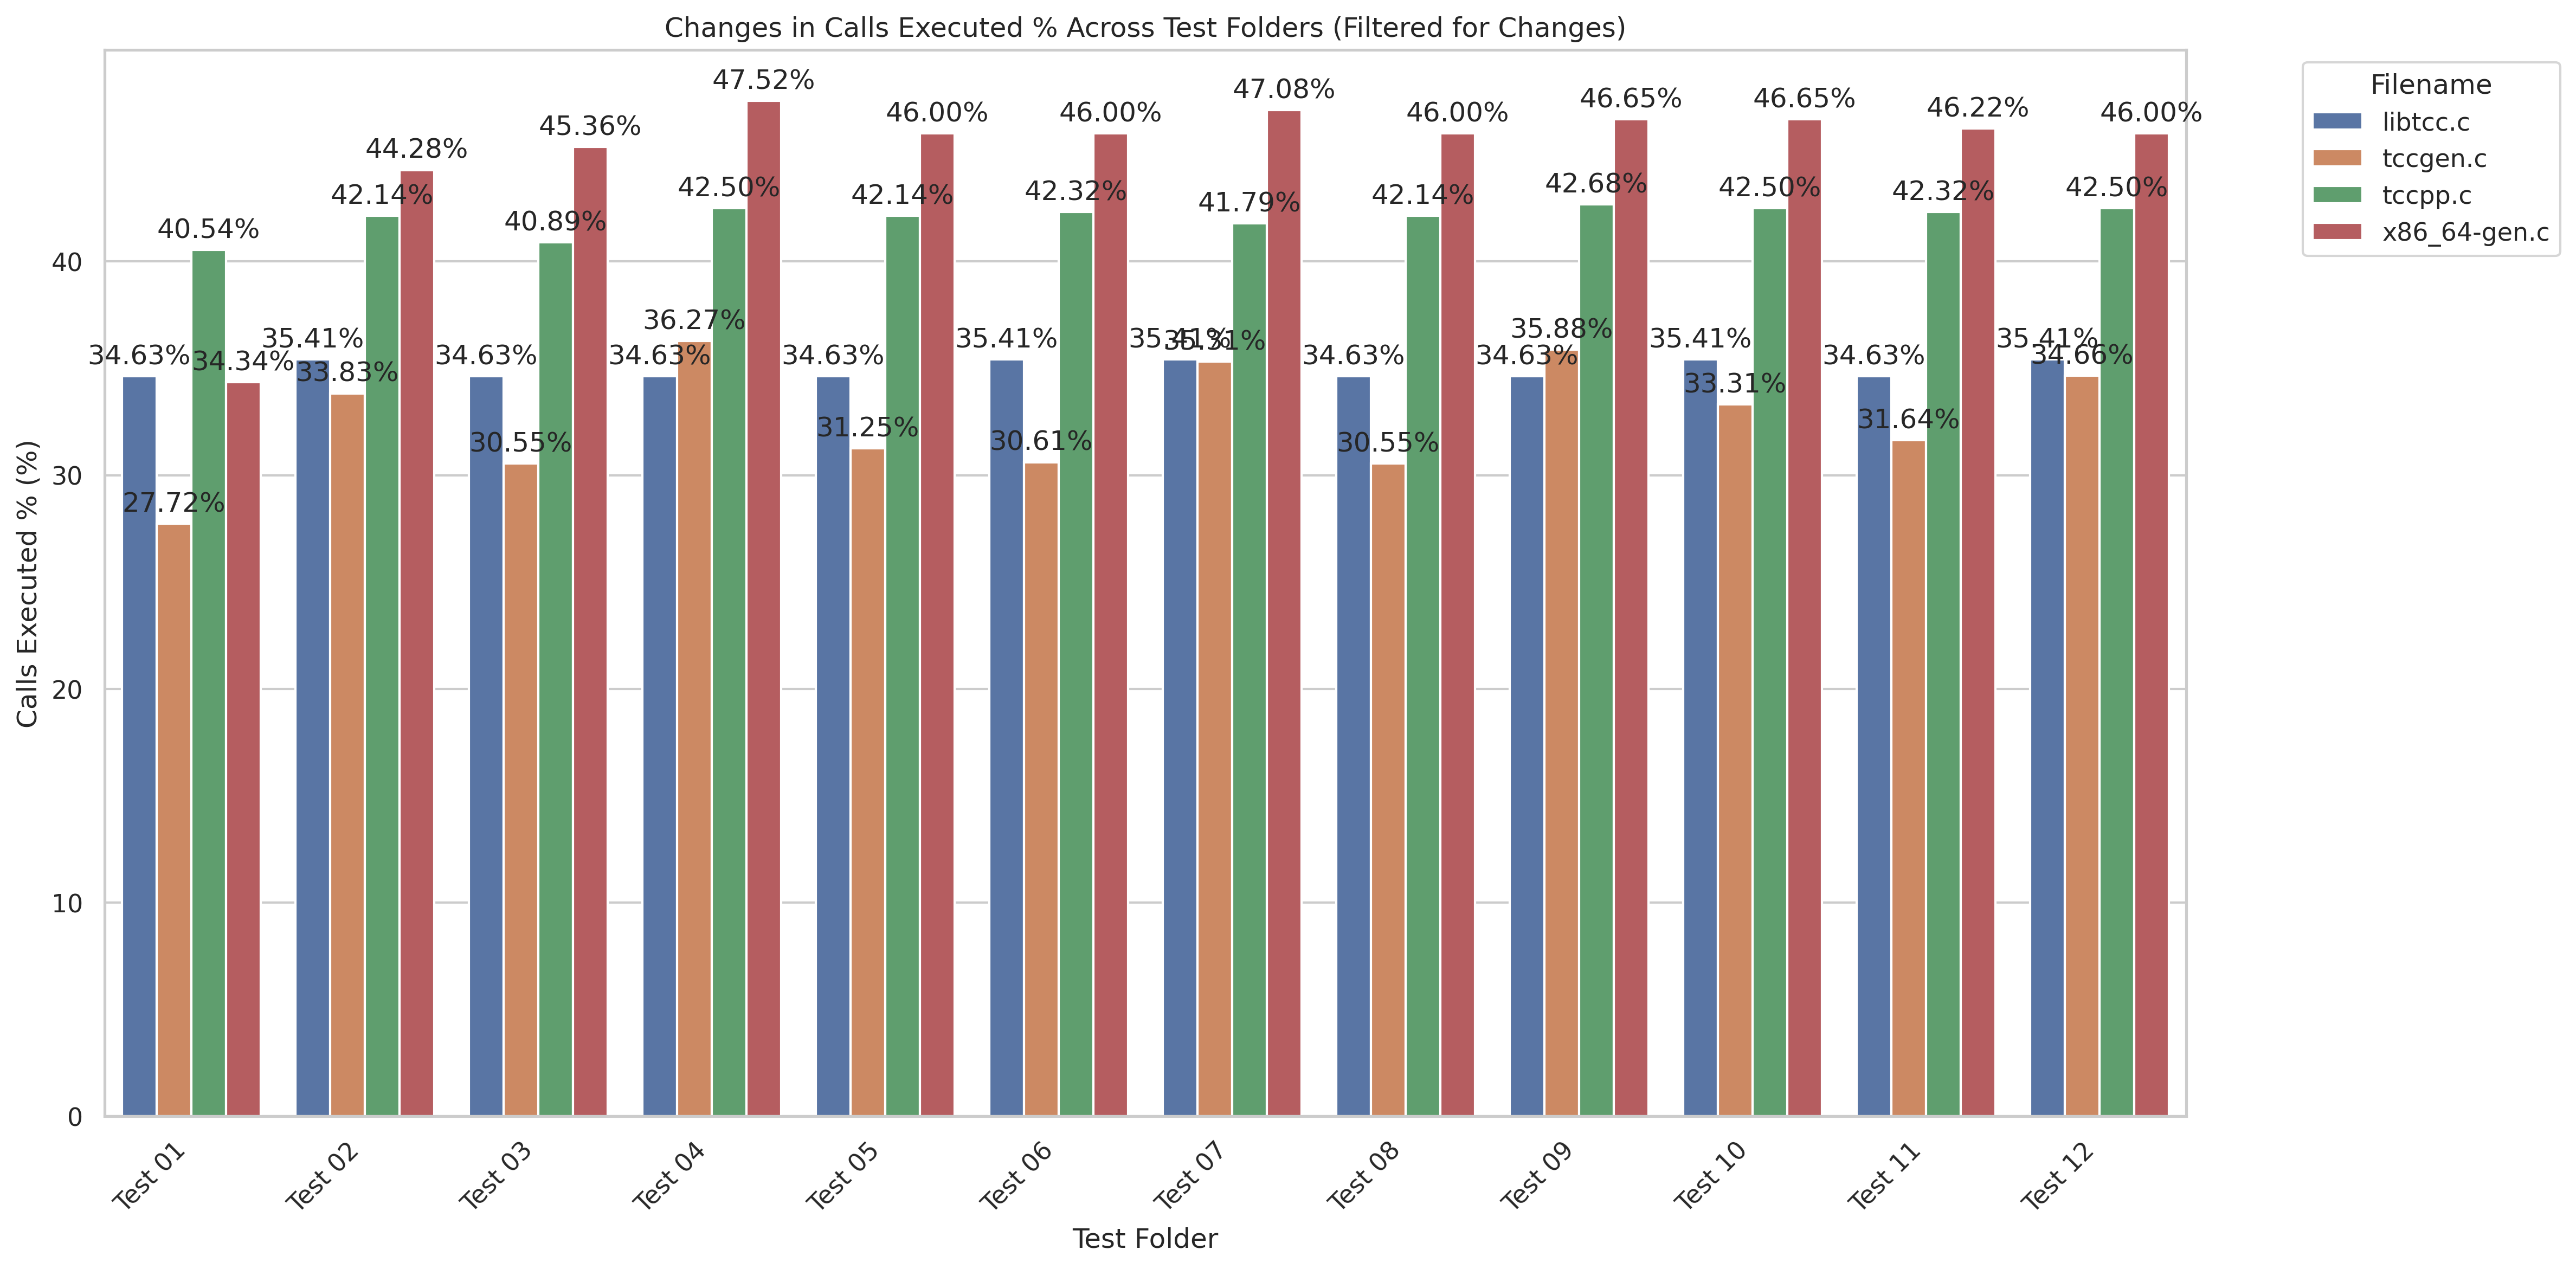 Changes in Calls Executed % Across Test Folders (Filtered for Changes)
Calls Executed % (%)
40
30
20
10
0
34.63%
27.72%
40.54%
34.34%
35.41%
33.83%
42.14%
44.28%
34.63%
30.55%
40.89%
45.36%
34.63%
36.27%
42.50%
47.52%
34.63%
31.25%
42.14%
46.00%
35.41%
30.61%
42.32%
46.00%
35.41%
35.31%
41.79%
47.08%
34.63%
30.55%
42.14%
46.00%
34.63%
35.88%
42.68%
46.65%
35.41%
33.31%
42.50%
46.65%
34.63%
31.64%
42.32%
46.22%
35.41%
34.66%
42.50%
46.00%
Test 01
Test 02
Test 03
Test 04
Test 05
Test 06
Test 07
Test 08
Test 09
Test 10
Test 11
Test 12
Test Folder
Filename
libtcc.c
tccgen.c
tccpp.c
x86_64-gen.c